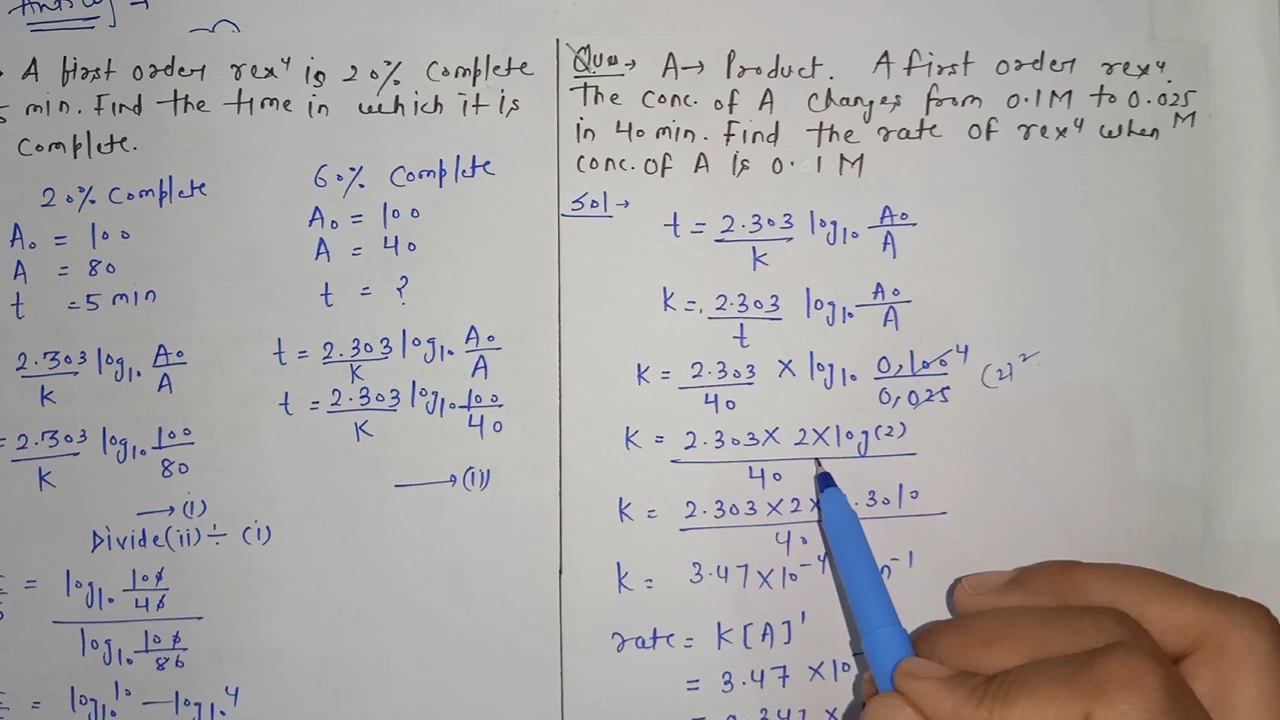 A first order rexⁿ is 20% complete
5 min. Find the time in which it is
complete.
20% complete
A₀ = 100
A = 80
t = 5 min
2.303/K log₁₀ A₀/A
= 2.303/K log₁₀ 100/80
→ (i)
60% complete
A₀ = 100
A = 40
t = ?
t = 2.303/K log₁₀ A₀/A
t = 2.303/K log₁₀ 100/40
→ (ii)
Divide (ii) ÷ (i)
= log₁₀ 100/40 / log₁₀ 100/80
= log₁₀ 10 – log₁₀ 4
Que → A → Product. A first order rexⁿ.
The conc. of A changes from 0.1M to 0.025
M
in 40 min. Find the rate of rexⁿ when
conc. of A is 0.1M
Sol →
t = 2.303/K log₁₀ A₀/A
K = 2.303/t log₁₀ A₀/A
K = 2.303/40 × log₁₀ 0.100/0.025 4 (2)²
K = 2.303 × 2 × log(2)/40
K = 2.303 × 2 × .3010/40
K = 3.47 × 10⁻⁴ n⁻¹
rate = K[A]¹
= 3.47 × 10